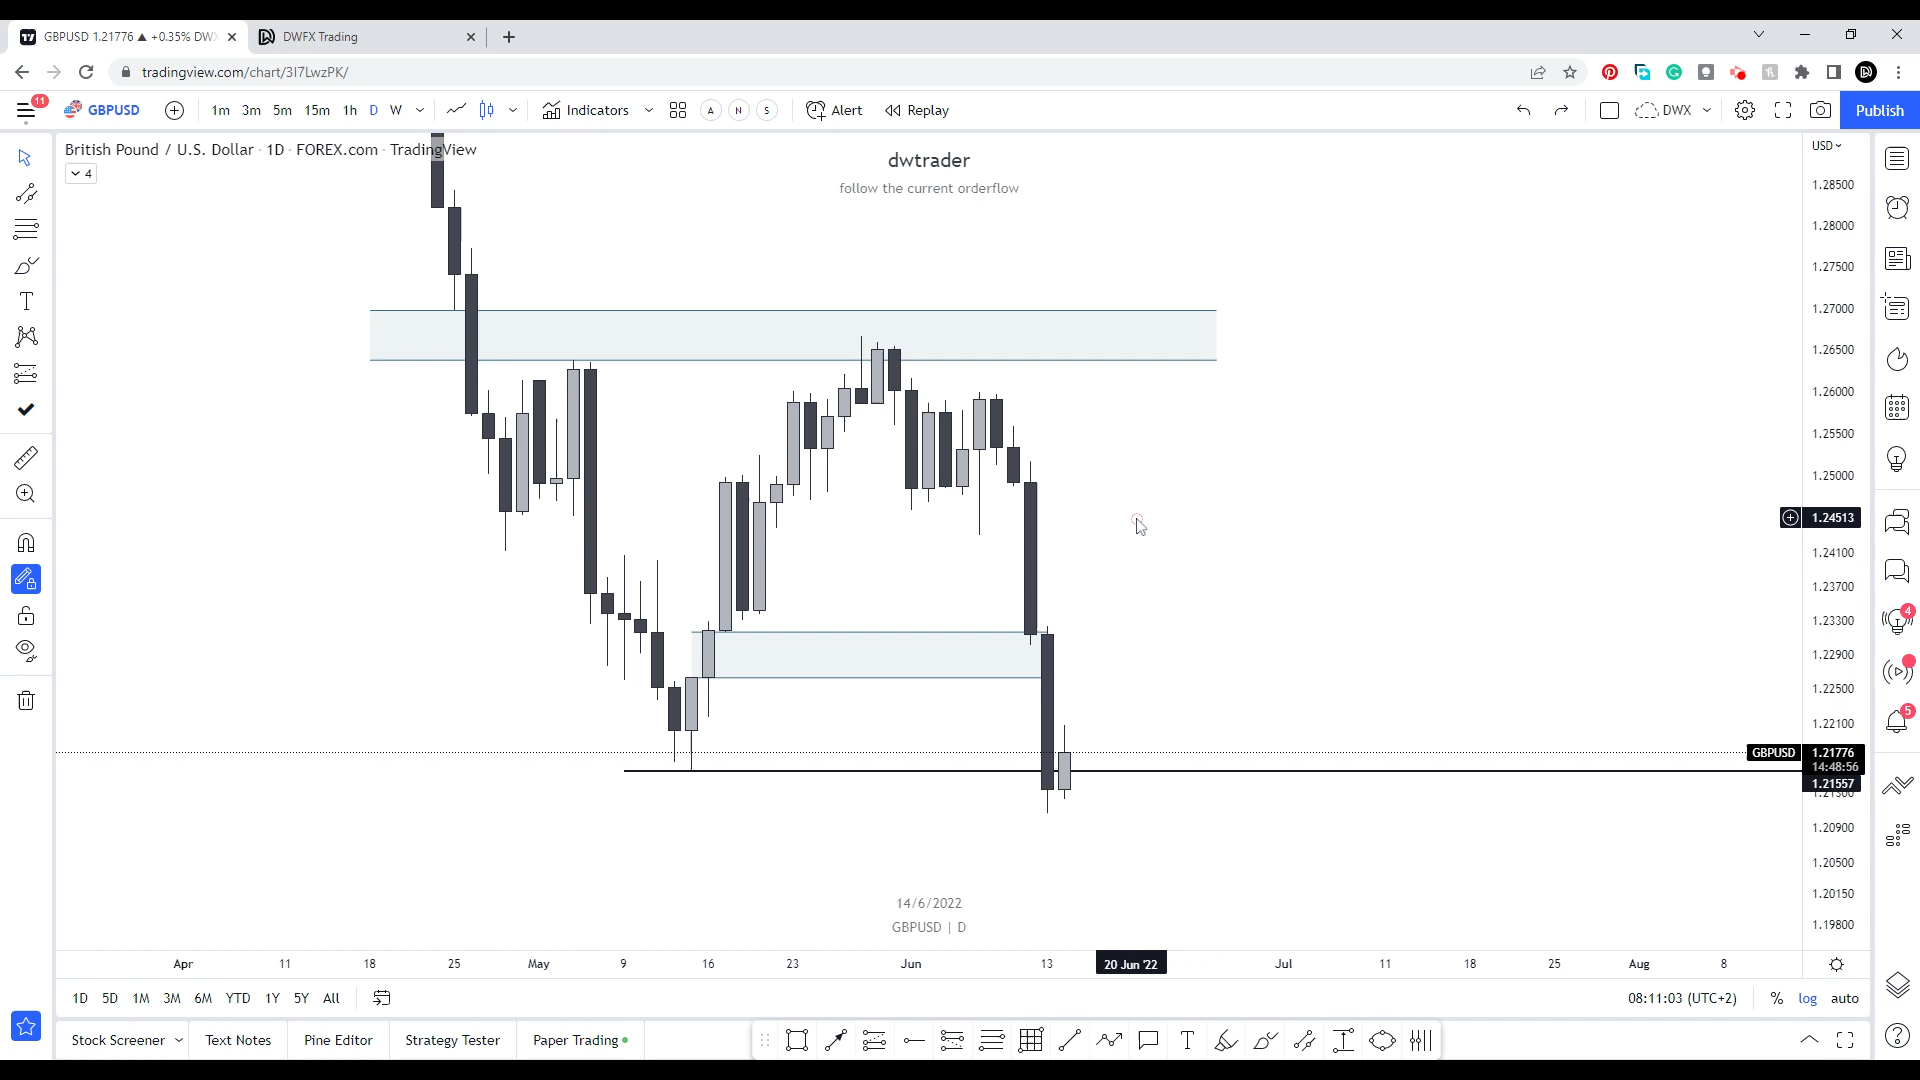 GBPUSD 1.21776 ▲ +0.35% DWX
DWFX Trading
tradingview.com/chart/3I7LwzPK/
11
GBPUSD
1m 3m 5m 15m 1h D W
Indicators
A N S
Alert
Replay
DWX
Publish
British Pound / U.S. Dollar · 1D · FOREX.com · TradingView
4
dwtrader
follow the current orderflow
USD
1.28500
1.28000
1.27500
1.27000
1.26500
1.26000
1.25500
1.25000
1.24513
1.24100
1.23700
1.23300
1.22900
1.22500
1.22100
GBPUSD 1.21776
14:48:56
1.21557
1.21300
1.20900
1.20500
1.20150
1.19800
4
5
14/6/2022
GBPUSD | D
Apr 11 18 25 May 9 16 23 Jun 13 20 Jun '22 Jul 11 18 25 Aug 8
1D 5D 1M 3M 6M YTD 1Y 5Y All
08:11:03 (UTC+2) % log auto
Stock Screener Text Notes Pine Editor Strategy Tester Paper Trading